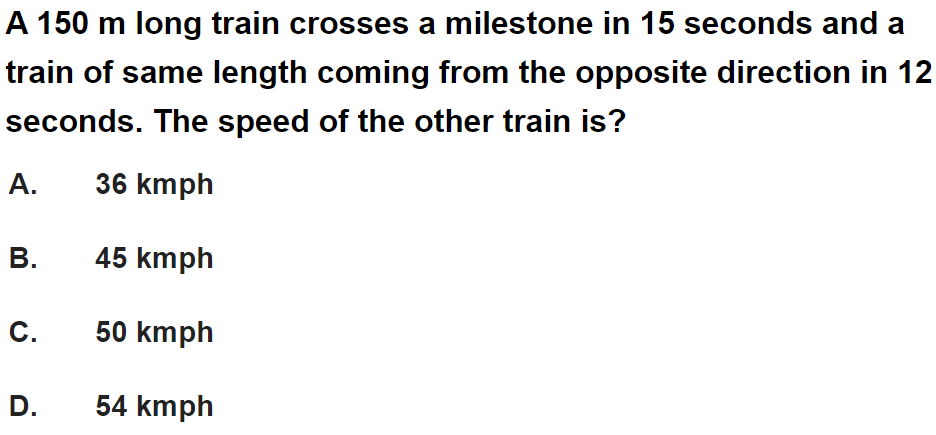 A 150 m long train crosses a milestone in 15 seconds and a
train of same length coming from the opposite direction in 12
seconds. The speed of the other train is?
A. 36 kmph
B. 45 kmph
C. 50 kmph
D. 54 kmph